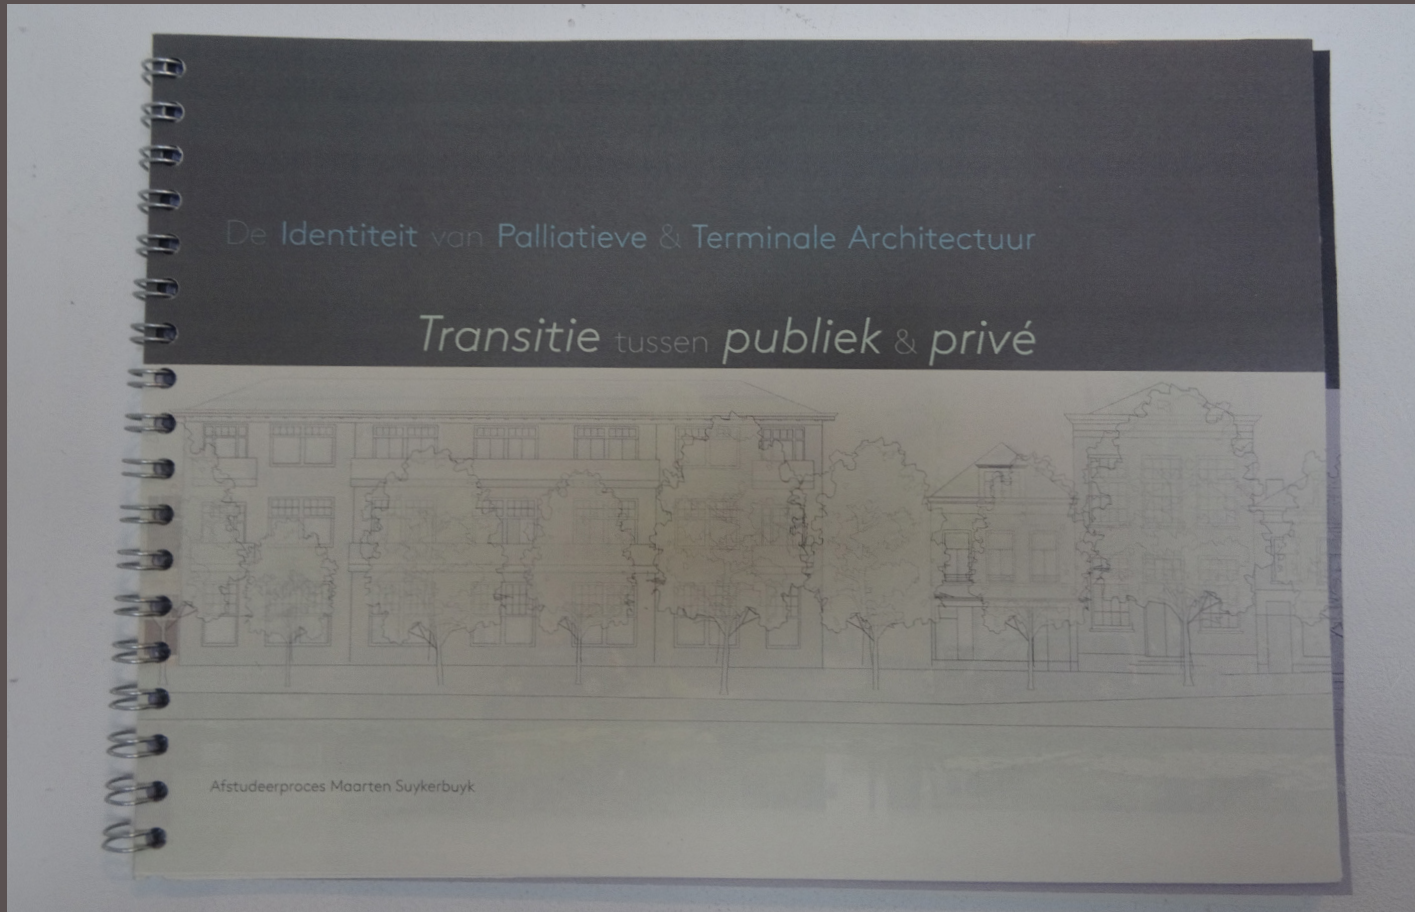 De Identiteit van Palliatieve & Terminale Architectuur
Transitie tussen publiek & privé
Afstudeerproces Maarten Suykerbuyk